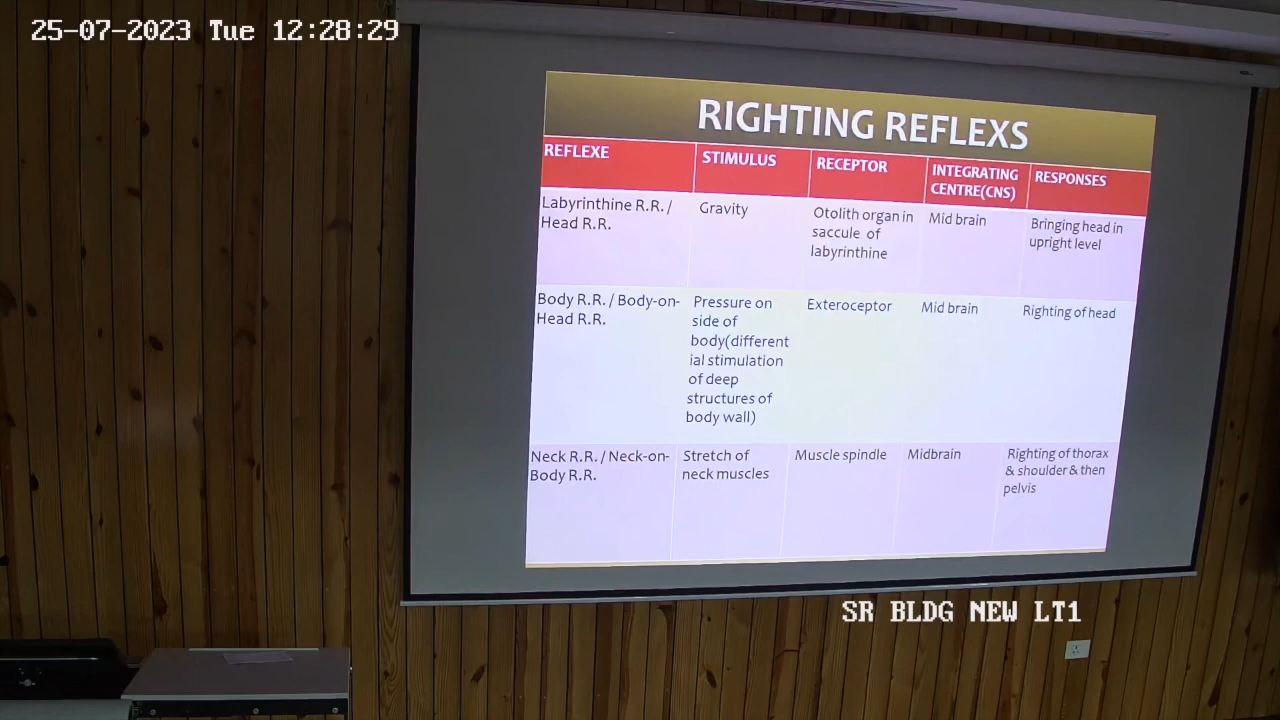 25-07-2023 Tue 12:28:29
RIGHTING REFLEXS
REFLEXE
STIMULUS
RECEPTOR
INTEGRATING
CENTRE(CNS)
RESPONSES
Labyrinthine R.R. /
Head R.R.
Gravity
Otolith organ in
saccule of
labyrinthine
Mid brain
Bringing head in
upright level
Body R.R. / Body-on-
Head R.R.
Pressure on
side of
body(different
ial stimulation
of deep
structures of
body wall)
Exteroceptor
Mid brain
Righting of head
Neck R.R. / Neck-on-
Body R.R.
Stretch of
neck muscles
Muscle spindle
Midbrain
Righting of thorax
& shoulder & then
pelvis
SR BLDG NEW LT1